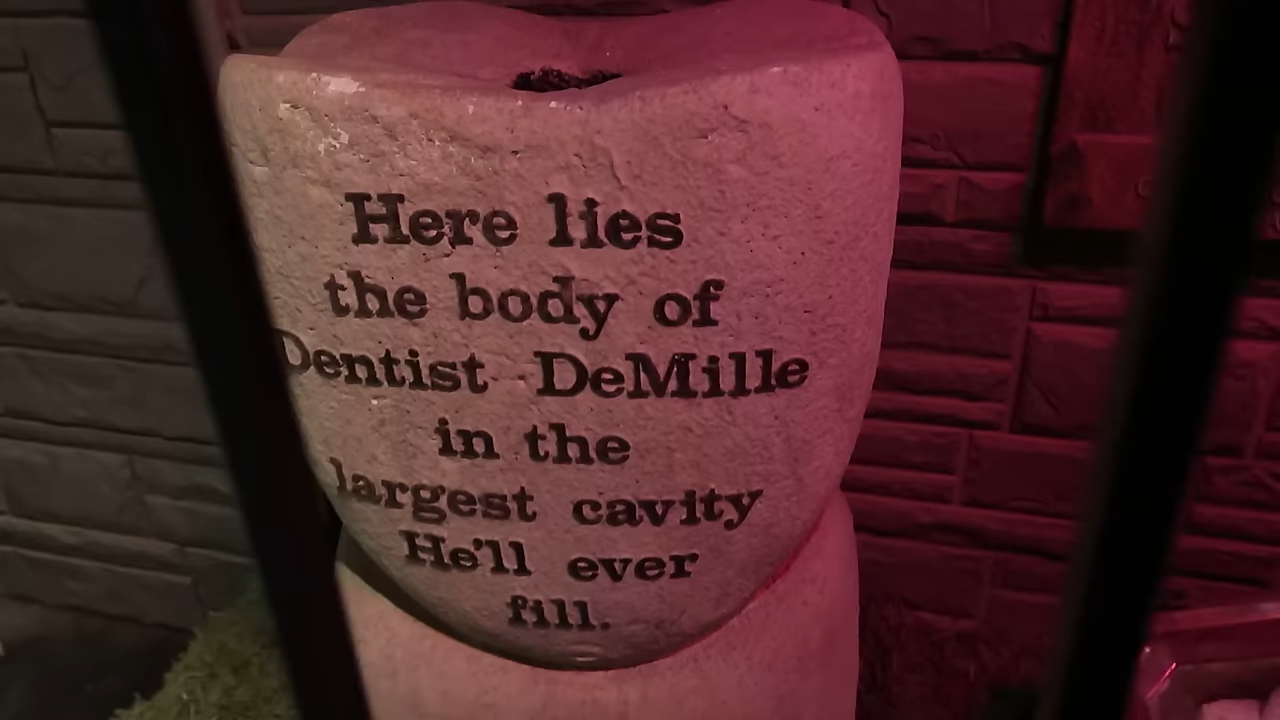 Here lies
the body of
Dentist DeMille
in the
largest cavity
He'll ever
fill.